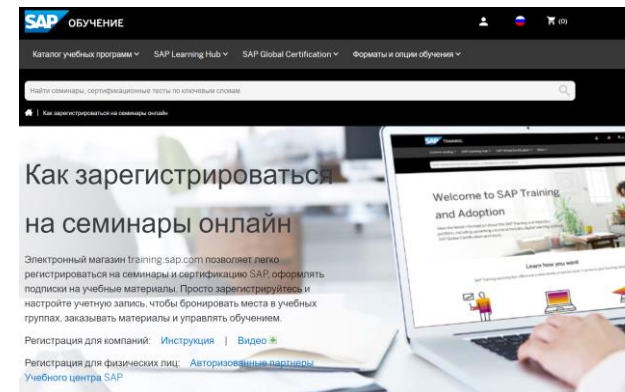 SAP ОБУЧЕНИЕ
(0)
Каталог учебных программ SAP Learning Hub SAP Global Certification Форматы и опции обучения
Найти семинары, сертификационные тесты по ключевым словам
Как зарегистрироваться на семинары онлайн
Как зарегистрироваться
на семинары онлайн
Электронный магазин training.sap.com позволяет легко
регистрироваться на семинары и сертификацию SAP, оформлять
подписки на учебные материалы. Просто зарегистрируйтесь и
настройте учетную запись, чтобы бронировать места в учебных
группах, заказывать материалы и управлять обучением.
Регистрация для компаний: Инструкция | Видео
Регистрация для физических лиц: Авторизованные партнеры
Учебного центра SAP
SAP TRAINING
Welcome to SAP Training
and Adoption
Learn how you want